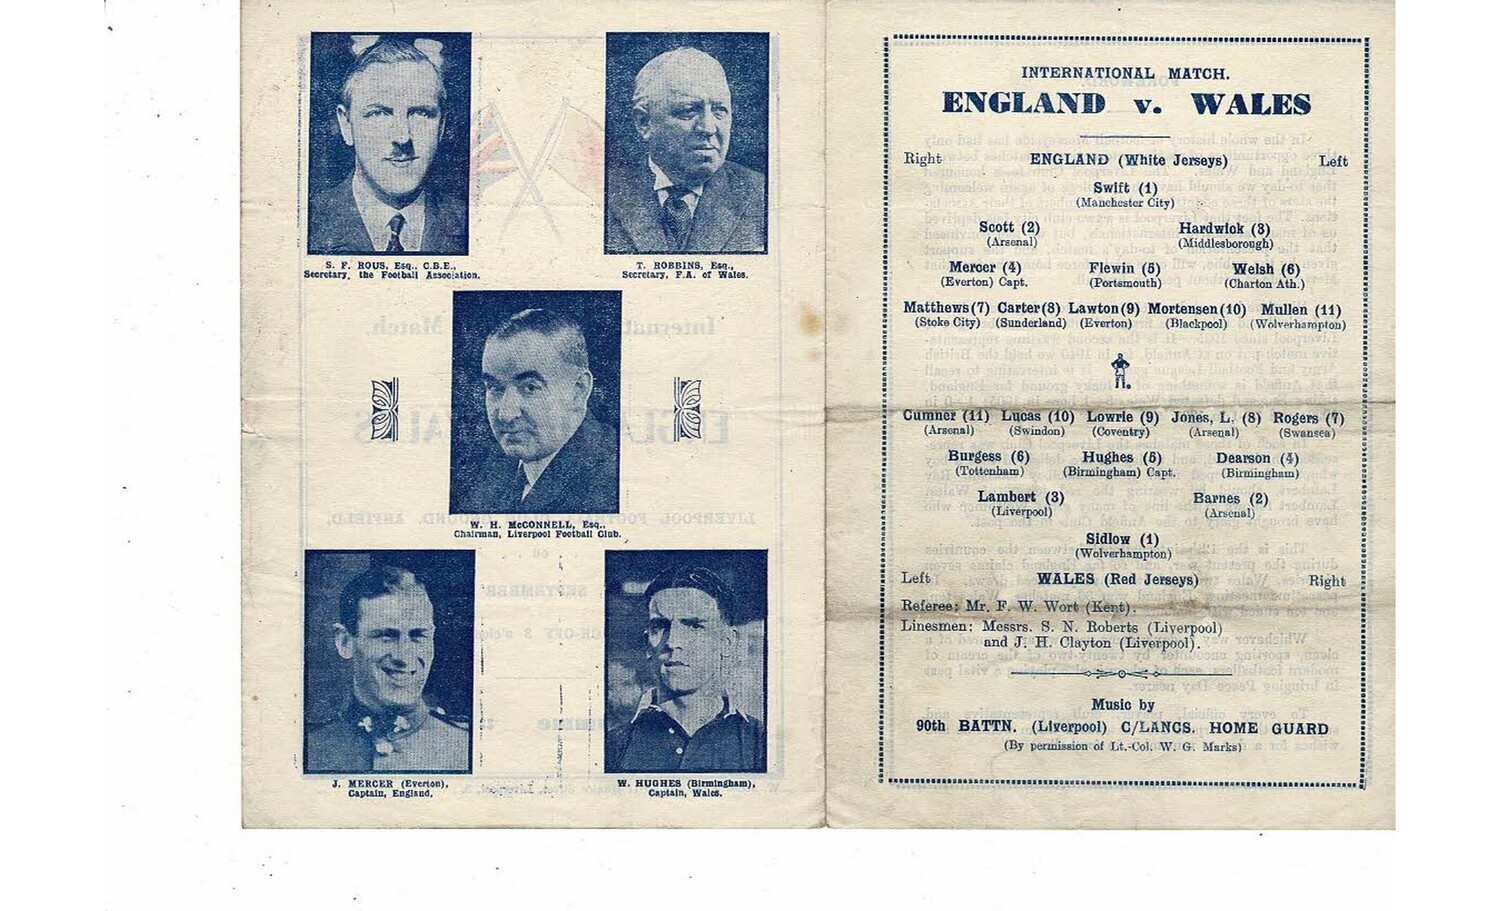 S. F. ROUS, Esq., C.B.E.,
Secretary, the Football Association.
T. ROBBINS, Esq.,
Secretary, F.A. of Wales.
W. H. McCONNELL, Esq.,
Chairman, Liverpool Football Club.
J. MERCER (Everton),
Captain, England.
W. HUGHES (Birmingham),
Captain, Wales.
INTERNATIONAL MATCH.
ENGLAND v. WALES
Right ENGLAND (White Jerseys) Left
Swift (1)
(Manchester City)
Scott (2) Hardwick (3)
(Arsenal) (Middlesborough)
Mercer (4) Flewin (5) Welsh (6)
(Everton) Capt. (Portsmouth) (Charton Ath.)
Matthews (7) Carter (8) Lawton (9) Mortensen (10) Mullen (11)
(Stoke City) (Sunderland) (Everton) (Blackpool) (Wolverhampton)
Cumner (11) Lucas (10) Lowrie (9) Jones, L. (8) Rogers (7)
(Arsenal) (Swindon) (Coventry) (Arsenal) (Swansea)
Burgess (6) Hughes (5) Dearson (4)
(Tottenham) (Birmingham) Capt. (Birmingham)
Lambert (3) Barnes (2)
(Liverpool) (Arsenal)
Sidlow (1)
(Wolverhampton)
Left WALES (Red Jerseys) Right
Referee: Mr. F. W. Wort (Kent).
Linesmen: Messrs. S. N. Roberts (Liverpool)
and J. H. Clayton (Liverpool).
Music by
90th BATTN. (Liverpool) C/LANCS. HOME GUARD
(By permission of Lt.-Col. W. G. Marks)